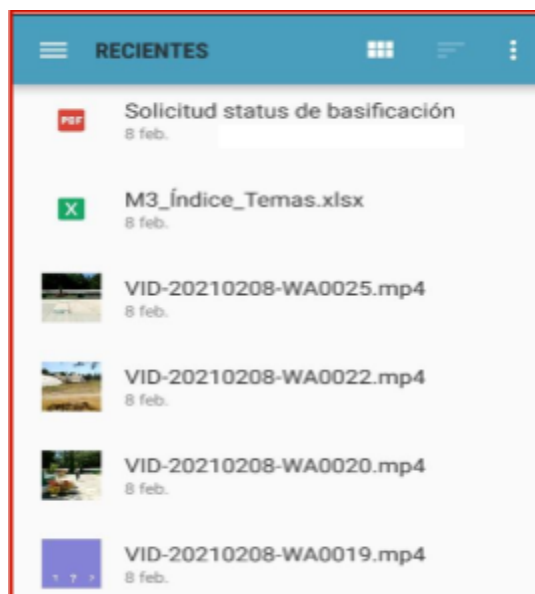 RECIENTES
PDF
Solicitud status de basificación
8 feb.
X
M3_Índice_Temas.xlsx
8 feb.
VID-20210208-WA0025.mp4
8 feb.
VID-20210208-WA0022.mp4
8 feb.
VID-20210208-WA0020.mp4
8 feb.
VID-20210208-WA0019.mp4
8 feb.